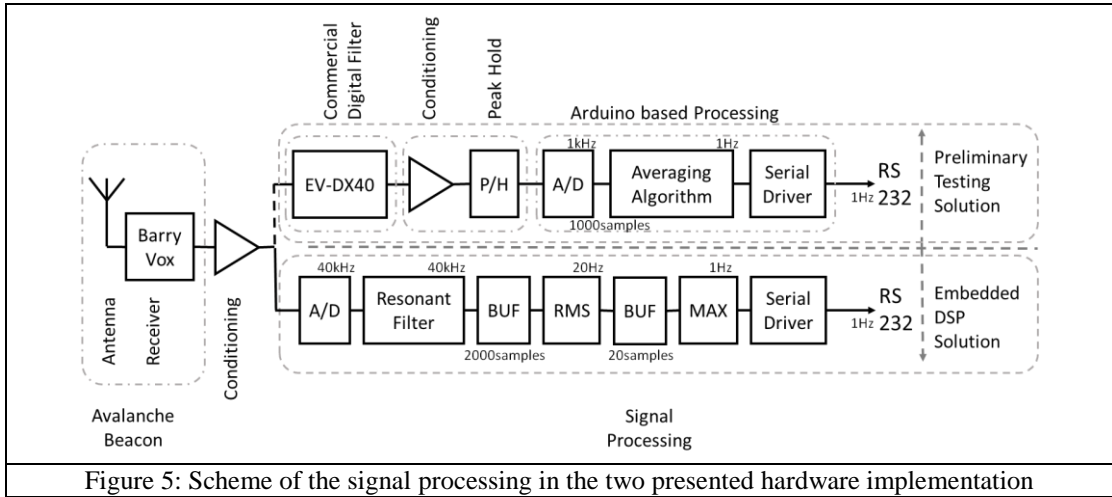 Commercial
Digital Filter
Conditioning
Peak Hold
Arduino based Processing
1kHz
1Hz
EV-DX40
P/H
A/D
Averaging
Algorithm
Serial
Driver
RS
232
1Hz
1000samples
Preliminary
Testing
Solution
Barry
Vox
Antenna
Receiver
Conditioning
40kHz
40kHz
20Hz
1Hz
A/D
Resonant
Filter
BUF
RMS
BUF
MAX
Serial
Driver
RS
232
1Hz
2000samples
20samples
Embedded
DSP
Solution
Avalanche
Beacon
Signal
Processing
Figure 5: Scheme of the signal processing in the two presented hardware implementation